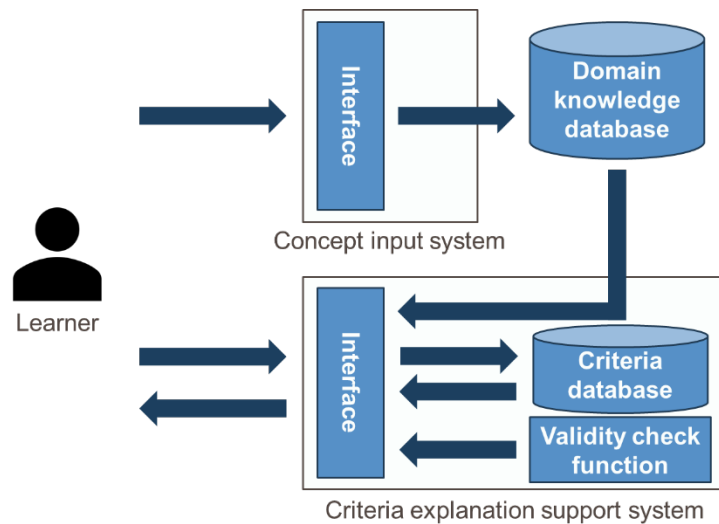 Interface
Domain
knowledge
database
Concept input system
Learner
Interface
Criteria
database
Validity check
function
Criteria explanation support system